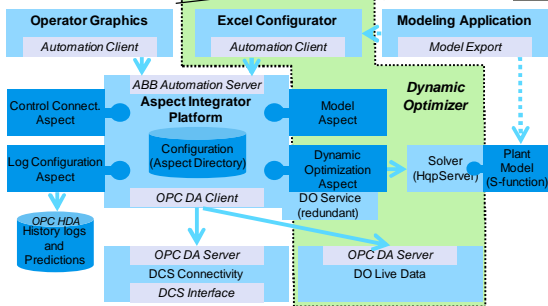 Operator Graphics
Automation Client
Excel Configurator
Automation Client
Modeling Application
Model Export
ABB Automation Server
Aspect Integrator
Platform
Configuration
(Aspect Directory)
OPC DA Client
Control Connect.
Aspect
Log Configuration
Aspect
OPC HDA
History logs
and
Predictions
Model
Aspect
Dynamic
Optimization
Aspect
DO Service
(redundant)
Dynamic
Optimizer
Solver
(HqpServer)
Plant
Model
(S-function)
OPC DA Server
DCS Connectivity
DCS Interface
OPC DA Server
DO Live Data